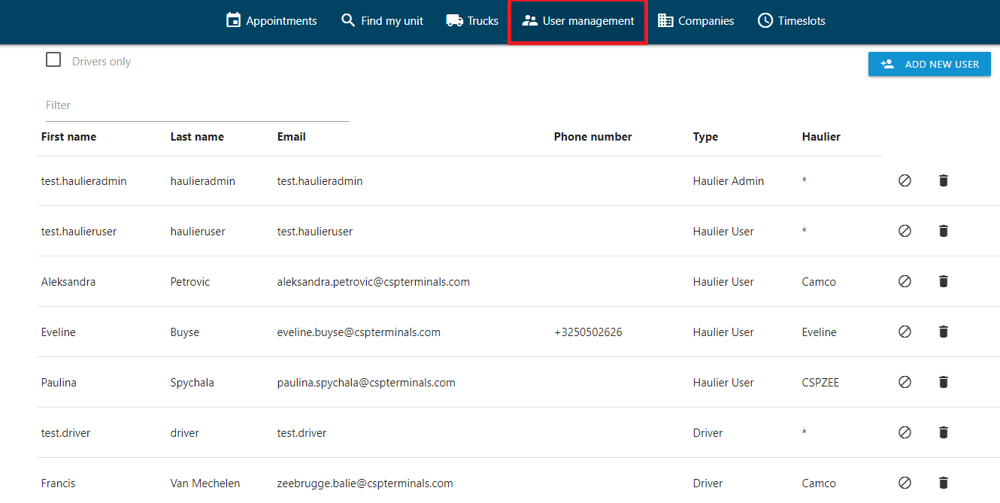 Appointments Find my unit Trucks User management Companies Timeslots
Drivers only
ADD NEW USER
Filter
First name Last name Email Phone number Type Haulier
test.haulieradmin haulieradmin test.haulieradmin Haulier Admin *
test.haulieruser haulieruser test.haulieruser Haulier User *
Aleksandra Petrovic aleksandra.petrovic@cspterminals.com Haulier User Camco
Eveline Buyse eveline.buyse@cspterminals.com +3250502626 Haulier User Eveline
Paulina Spychala paulina.spychala@cspterminals.com Haulier User CSPZEE
test.driver driver test.driver Driver *
Francis Van Mechelen zeebrugge.balie@cspterminals.com Driver Camco